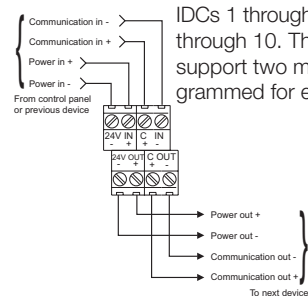 Communication in -
Communication in +
Power in +
Power in -
From control panel
or previous device
IDCs 1 through
through 10. Th
support two m
grammed for e
24V IN C IN
- + + -
24V OUT C OUT
- + + -
Power out +
Power out -
Communication out -
Communication out +
To next device